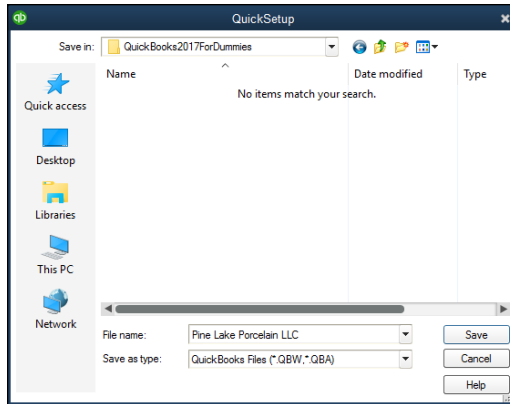 qb QuickSetup
Save in: QuickBooks2017ForDummies
Name Date modified Type
No items match your search.
Quick access
Desktop
Libraries
This PC
Network
File name: Pine Lake Porcelain LLC Save
Save as type: QuickBooks Files (*.QBW,*.QBA) Cancel
Help